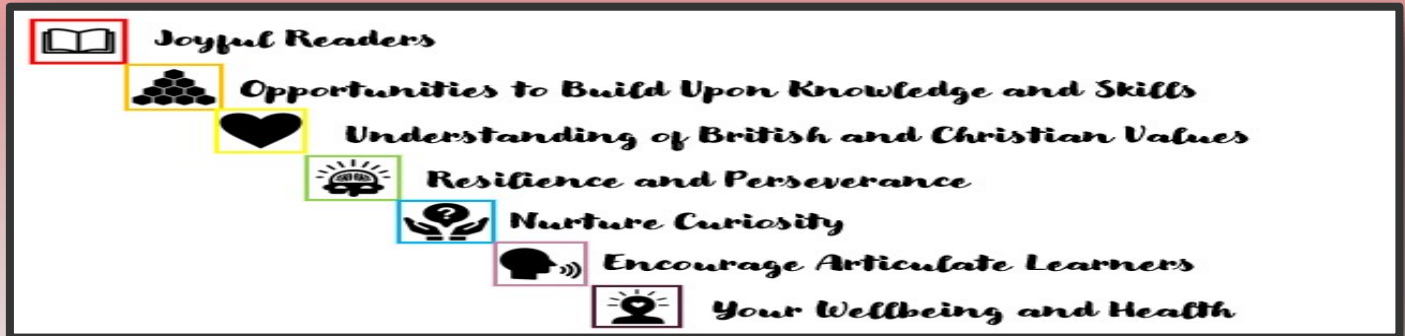 Joyful Readers
Opportunities to Build Upon Knowledge and Skills
Understanding of British and Christian Values
Resilience and Perseverance
?
Nurture Curiosity
Encourage Articulate Learners
Your Wellbeing and Health